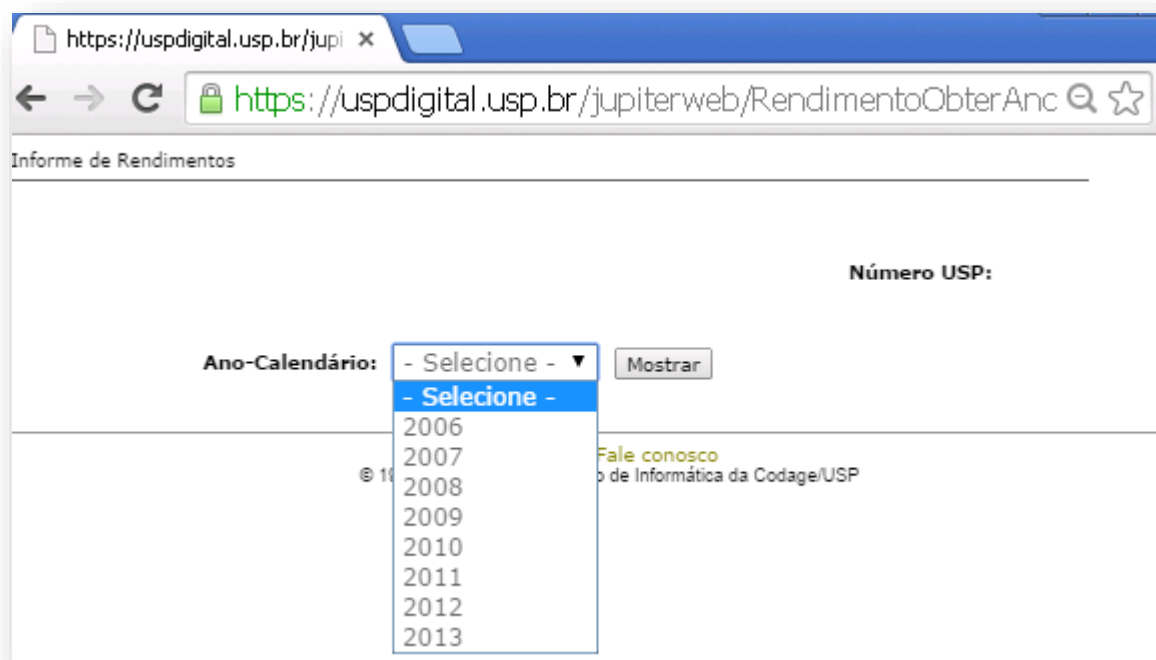 https://uspdigital.usp.br/jupi
https://uspdigital.usp.br/jupiterweb/RendimentoObterAnc
Informe de Rendimentos
Número USP:
Ano-Calendário: - Selecione - Mostrar
- Selecione -
2006
2007
Fale conosco
© 19 de Informática da Codage/USP
2008
2009
2010
2011
2012
2013